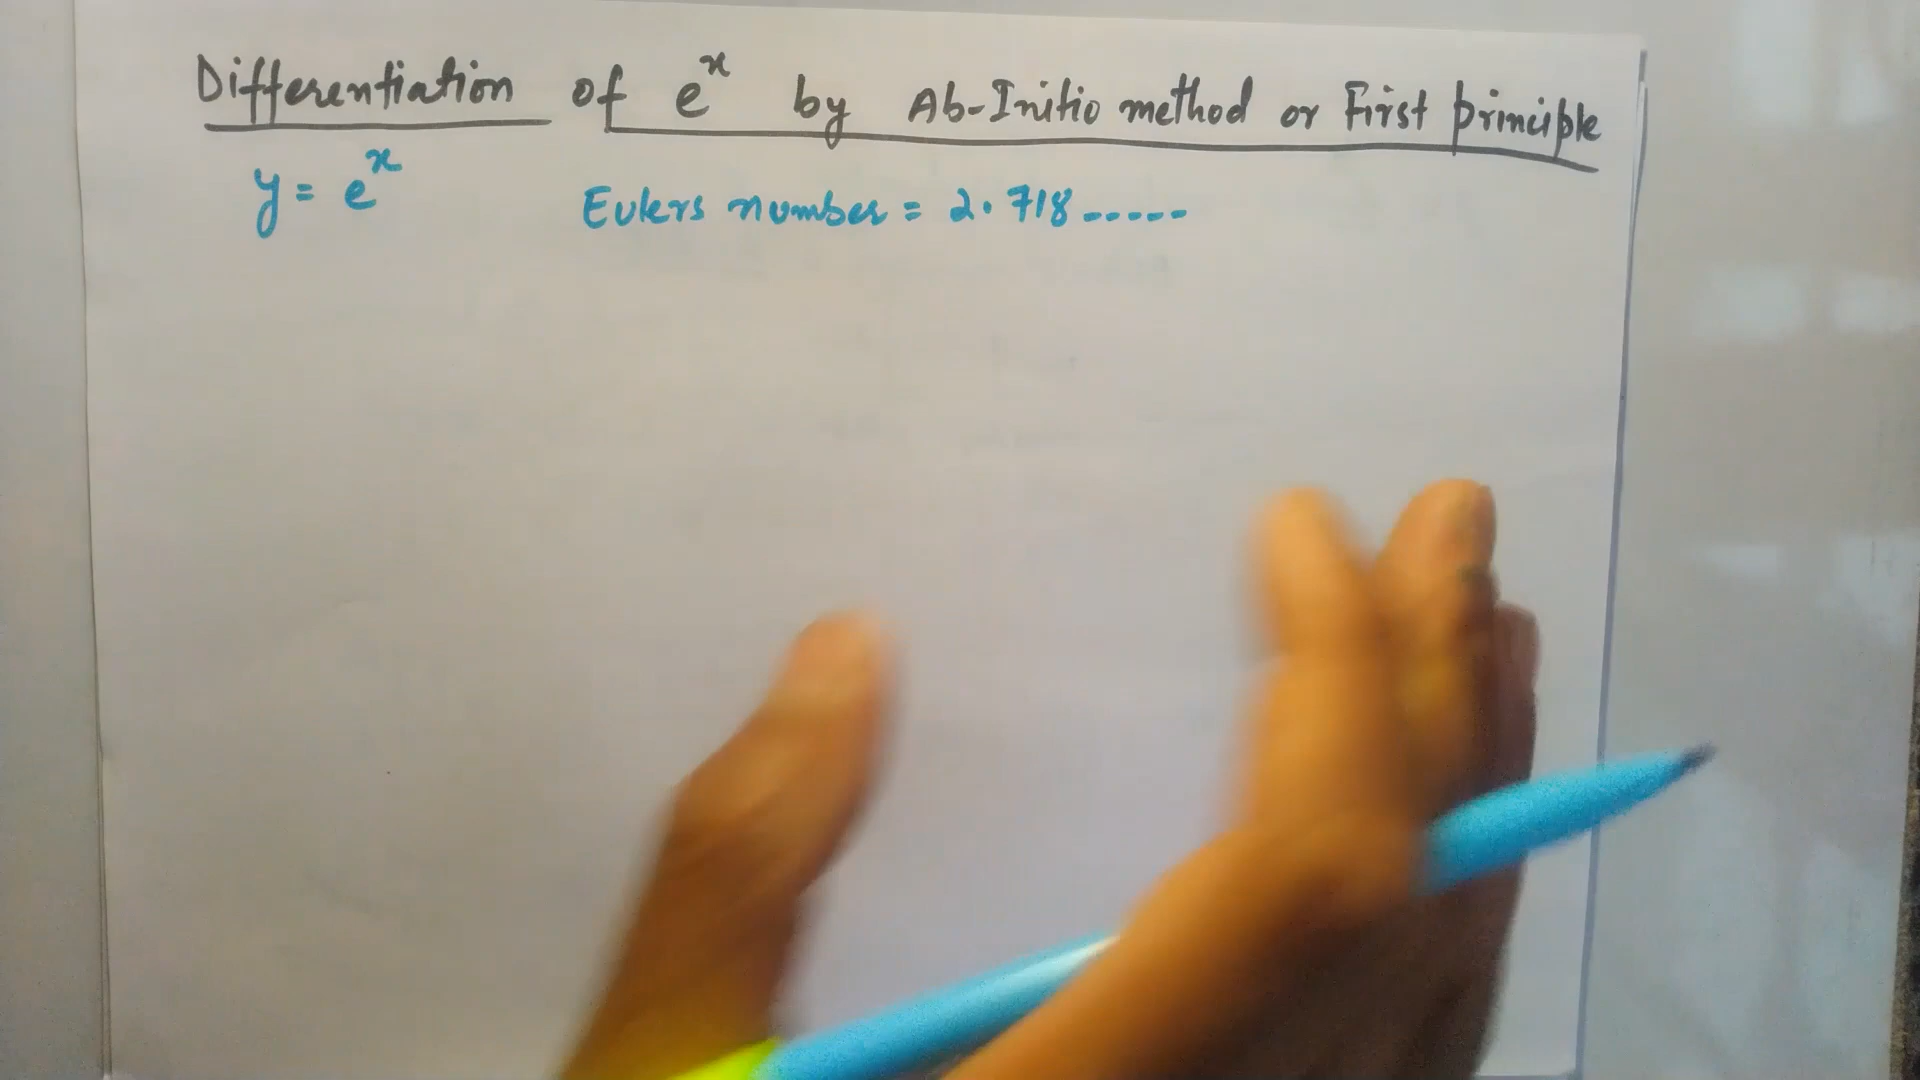 Differentiation of e^x by Ab-Initio method or First principle
y = e^x Eulers number = 2.718.....